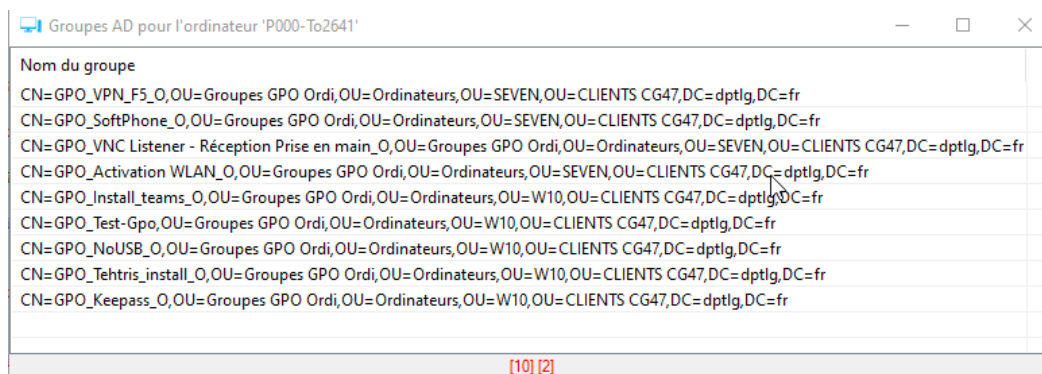 Groupes AD pour l'ordinateur 'P000-To2641'
Nom du groupe
CN=GPO_VPN_F5_O,OU=Groupes GPO Ordi,OU=Ordinateurs,OU=SEVEN,OU=CLIENTS CG47,DC=dptlg,DC=fr
CN=GPO_SoftPhone_O,OU=Groupes GPO Ordi,OU=Ordinateurs,OU=SEVEN,OU=CLIENTS CG47,DC=dptlg,DC=fr
CN=GPO_VNC Listener - Réception Prise en main_O,OU=Groupes GPO Ordi,OU=Ordinateurs,OU=SEVEN,OU=CLIENTS CG47,DC=dptlg,DC=fr
CN=GPO_Activation WLAN_O,OU=Groupes GPO Ordi,OU=Ordinateurs,OU=SEVEN,OU=CLIENTS CG47,DC=dptlg,DC=fr
CN=GPO_Install_teams_O,OU=Groupes GPO Ordi,OU=Ordinateurs,OU=W10,OU=CLIENTS CG47,DC=dptlg,DC=fr
CN=GPO_Test-Gpo,OU=Groupes GPO Ordi,OU=Ordinateurs,OU=W10,OU=CLIENTS CG47,DC=dptlg,DC=fr
CN=GPO_NoUSB_O,OU=Groupes GPO Ordi,OU=Ordinateurs,OU=W10,OU=CLIENTS CG47,DC=dptlg,DC=fr
CN=GPO_Tehtris_install_O,OU=Groupes GPO Ordi,OU=Ordinateurs,OU=W10,OU=CLIENTS CG47,DC=dptlg,DC=fr
CN=GPO_Keepass_O,OU=Groupes GPO Ordi,OU=Ordinateurs,OU=W10,OU=CLIENTS CG47,DC=dptlg,DC=fr
[10] [2]